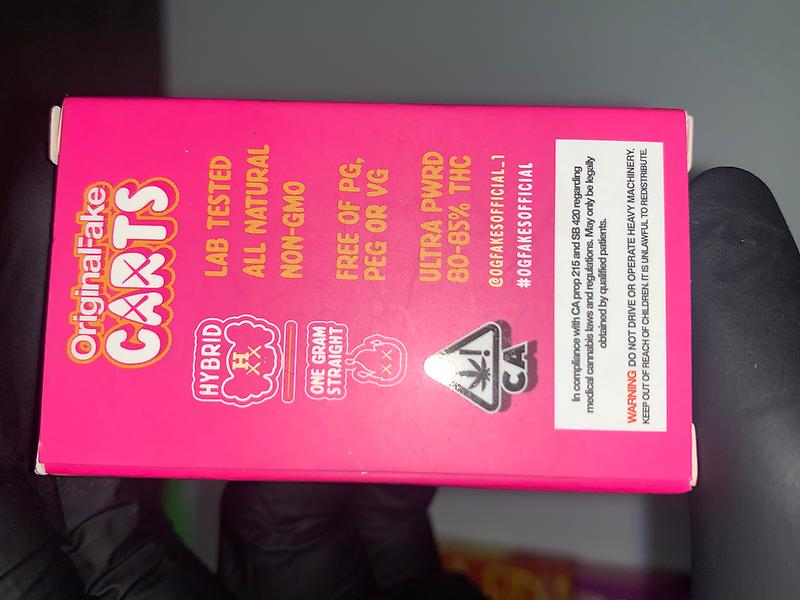 OriginalFake
CARTS
HYBRID
H
XX
ONE GRAM
STRAIGHT
XX
LAB TESTED
ALL NATURAL
NON-GMO
FREE OF PG,
PEG OR VG
ULTRA PWRD
80-85% THC
@OGFAKESOFFICIAL_1
#OGFAKESOFFICIAL
!
CA
In compliance with CA prop 215 and SB 420 regarding
medical cannabis laws and regulations. May only be legally
obtained by qualified patients.
WARNING DO NOT DRIVE OR OPERATE HEAVY MACHINERY.
KEEP OUT OF REACH OF CHILDREN. IT IS UNLAWFUL TO REDISTRIBUTE.